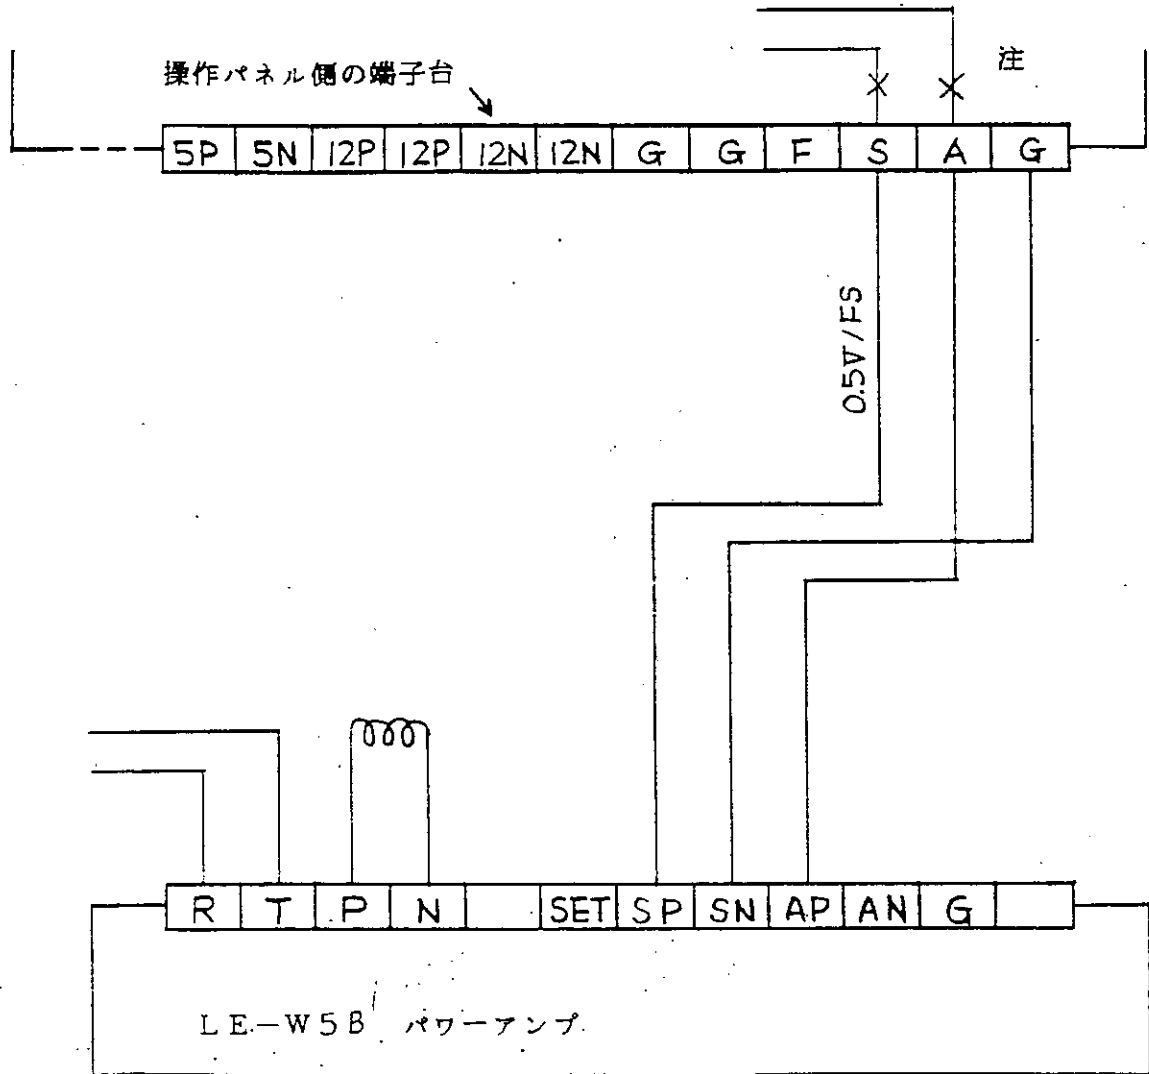 注
操作パネル側の端子台
5P 5N 12P 12P 12N 12N G G F S A G
0.5V/FS
R T P N SET SP SN AP AN G
LE-W5B パワーアンプ